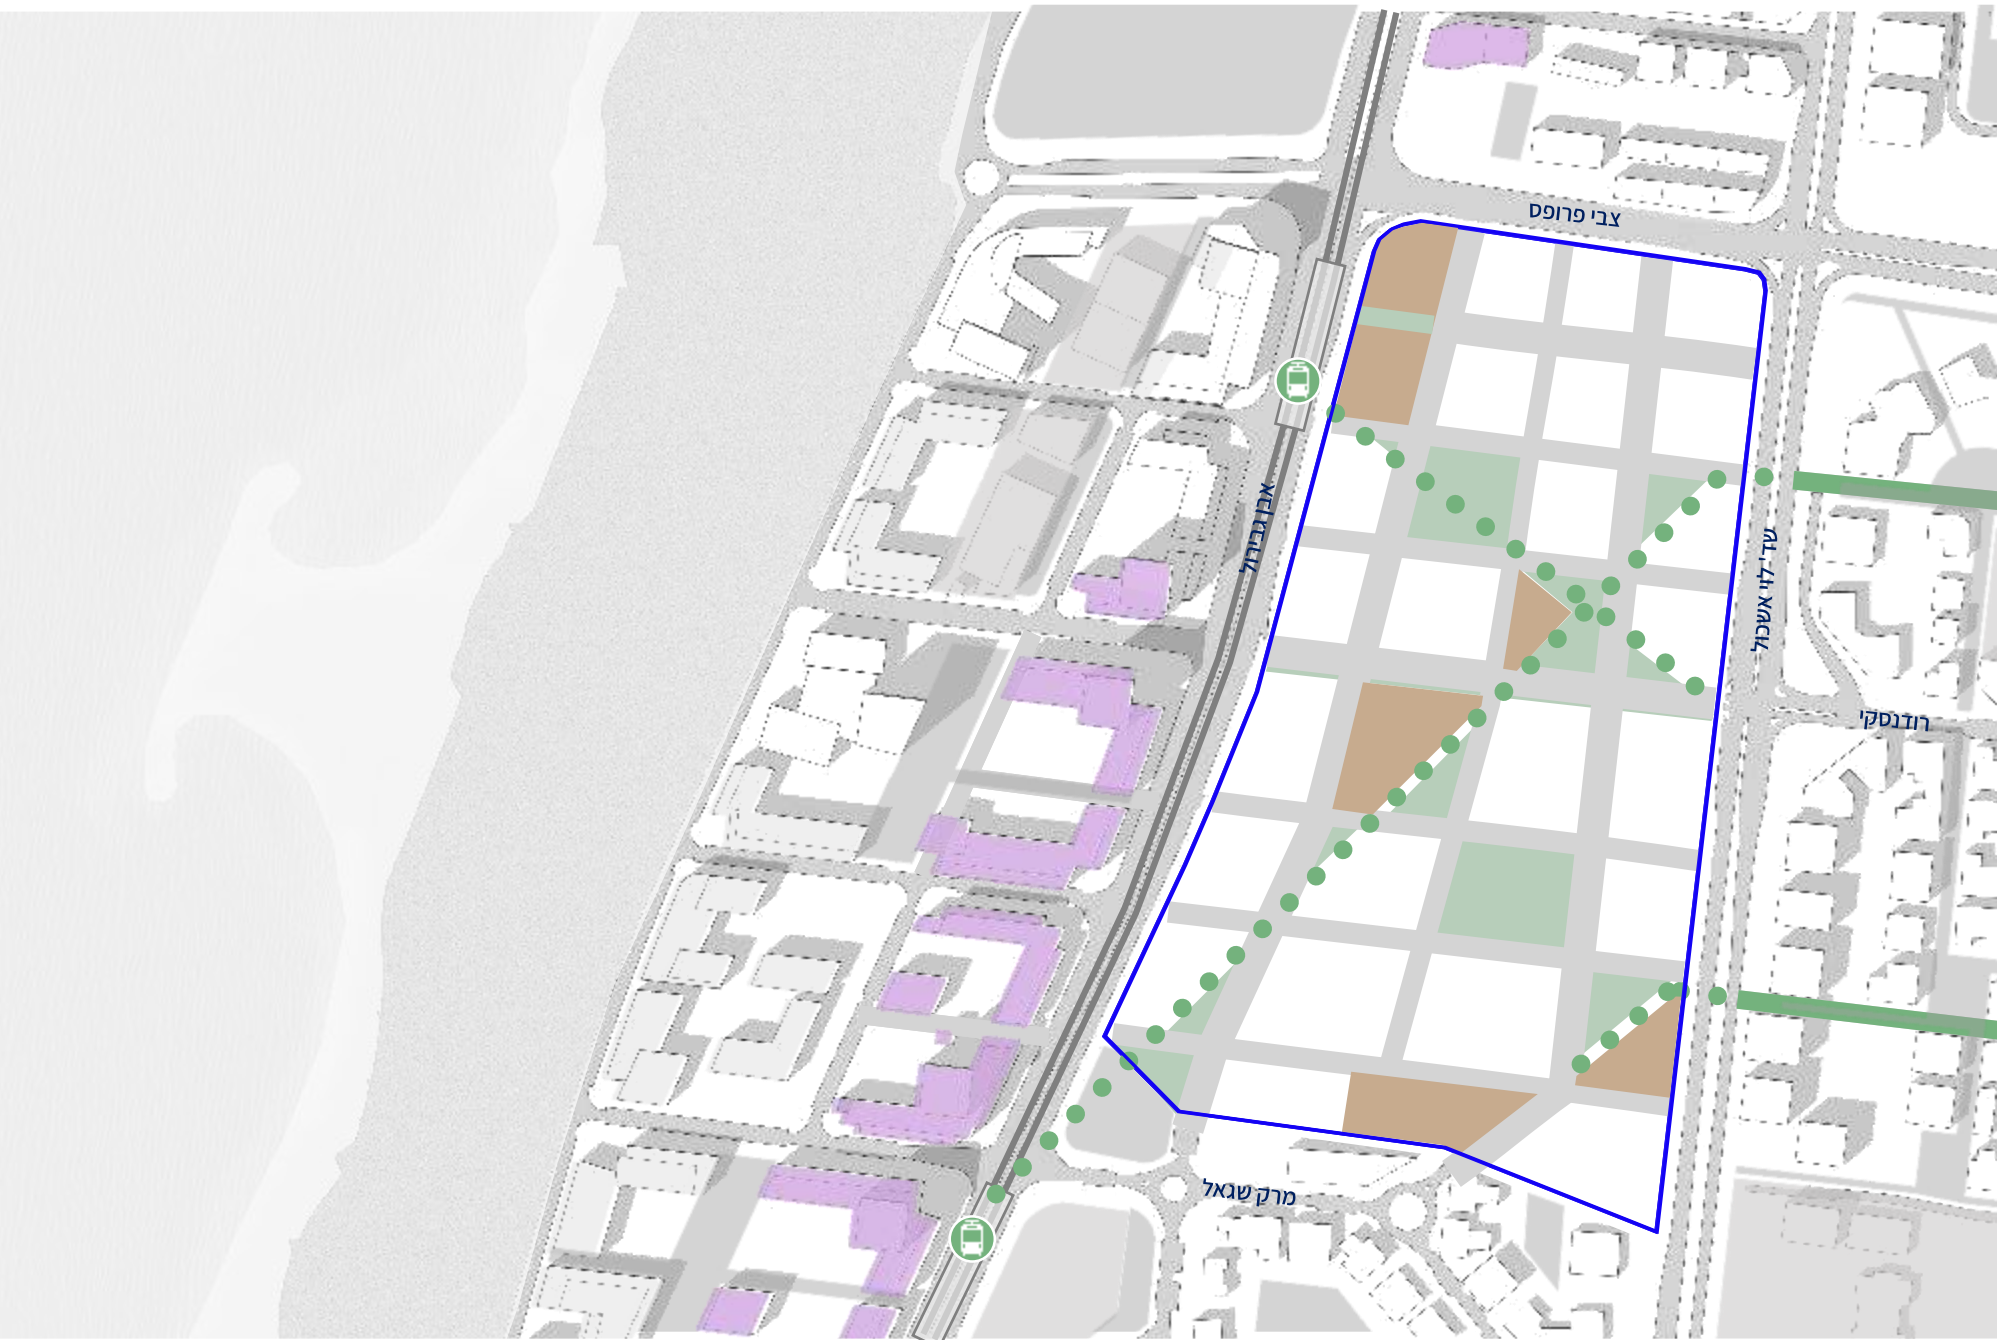 צבי פרופס
אבן גבירול
שד' לוי אשכול
רודנסקי
מרק שגאל